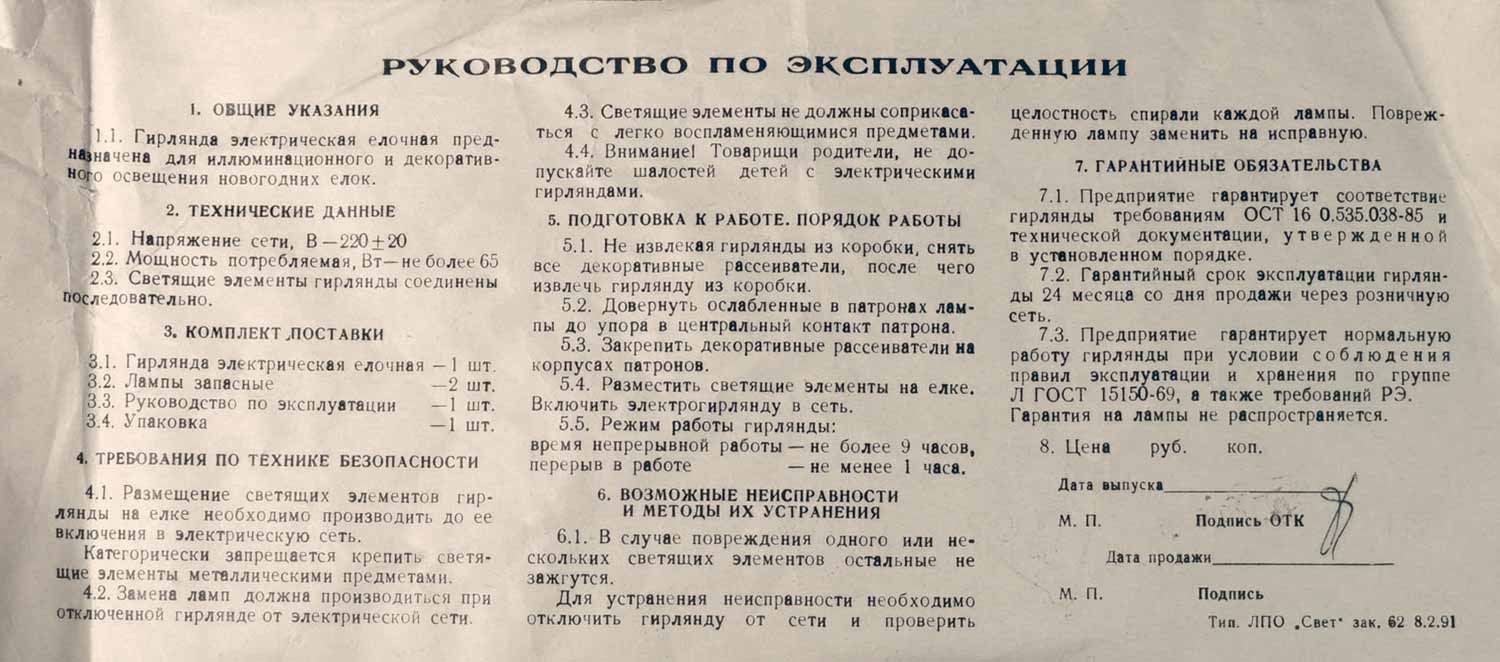 РУКОВОДСТВО ПО ЭКСПЛУАТАЦИИ
1. ОБЩИЕ УКАЗАНИЯ
1.1. Гирлянда электрическая елочная пред-
назначена для иллюминационного и декоратив-
ного освещения новогодних елок.
2. ТЕХНИЧЕСКИЕ ДАННЫЕ
2.1. Напряжение сети, В—220±20
2.2. Мощность потребляемая, Вт—не более 65
2.3. Светящие элементы гирлянды соединены
последовательно.
3. КОМПЛЕКТ ПОСТАВКИ
3.1. Гирлянда электрическая елочная — 1 шт.
3.2. Лампы запасные —2 шт.
3.3. Руководство по эксплуатации —1 шт.
3.4. Упаковка —1 шт.
4. ТРЕБОВАНИЯ ПО ТЕХНИКЕ БЕЗОПАСНОСТИ
4.1. Размещение светящих элементов гир-
лянды на елке необходимо производить до ее
включения в электрическую сеть.
Категорически запрещается крепить светя-
щие элементы металлическими предметами.
4.2. Замена ламп должна производиться при
отключенной гирлянде от электрической сети.
4.3. Светящие элементы не должны соприкаса-
ться с легко воспламеняющимися предметами.
4.4. Внимание! Товарищи родители, не до-
пускайте шалостей детей с электрическими
гирляндами.
5. ПОДГОТОВКА К РАБОТЕ. ПОРЯДОК РАБОТЫ
5.1. Не извлекая гирлянды из коробки, снять
все декоративные рассеиватели, после чего
извлечь гирлянду из коробки.
5.2. Довернуть ослабленные в патронах лам-
пы до упора в центральный контакт патрона.
5.3. Закрепить декоративные рассеиватели на
корпусах патронов.
5.4. Разместить светящие элементы на елке.
Включить электрогирлянду в сеть.
5.5. Режим работы гирлянды:
время непрерывной работы — не более 9 часов,
перерыв в работе — не менее 1 часа.
6. ВОЗМОЖНЫЕ НЕИСПРАВНОСТИ
И МЕТОДЫ ИХ УСТРАНЕНИЯ
6.1. В случае повреждения одного или не-
скольких светящих элементов остальные не
зажгутся.
Для устранения неисправности необходимо
отключить гирлянду от сети и проверить
целостность спирали каждой лампы. Повреж-
денную лампу заменить на исправную.
7. ГАРАНТИЙНЫЕ ОБЯЗАТЕЛЬСТВА
7.1. Предприятие гарантирует соответствие
гирлянды требованиям ОСТ 16 0.535.038-85 и
технической документации, утвержденной
в установленном порядке.
7.2. Гарантийный срок эксплуатации гирлян-
ды 24 месяца со дня продажи через розничную
сеть.
7.3. Предприятие гарантирует нормальную
работу гирлянды при условии соблюдения
правил эксплуатации и хранения по группе
Л ГОСТ 15150-69, а также требований РЭ.
Гарантия на лампы не распространяется.
8. Цена руб. коп.
Дата выпуска
М. П. Подпись ОТК
Дата продажи
М. П. Подпись
Тип. ЛПО „Свет" зак. 62 8.2.91